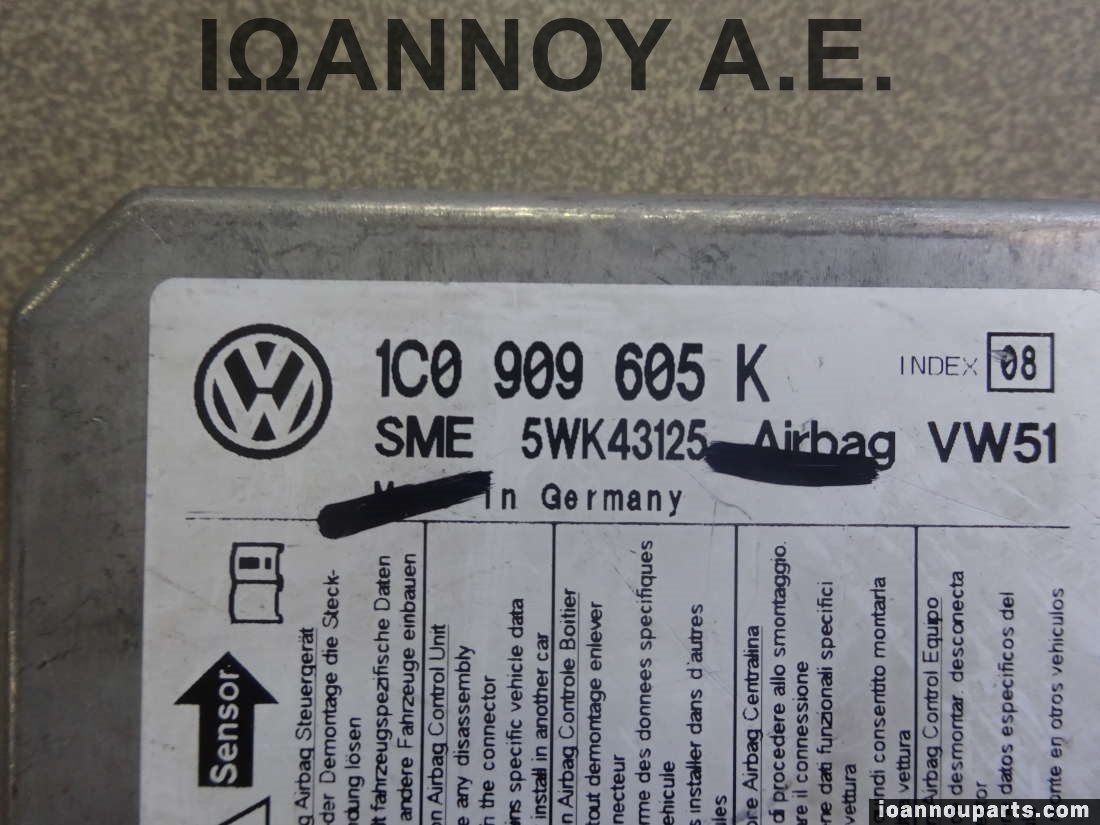 ΙΩΑΝΝΟΥ Α.Ε.
1C0 909 605 K
INDEX 08
SME 5WK43125 Airbag VW51
in Germany
Sensor
Airbag Steuergerät
der Demontage die Steck-
dung lösen
fahrzeugspezifische Daten
andere Fahrzeuge einbauen
Airbag Control Unit
any disassembly
the connector
specific vehicle data
install in another car
Airbag Controle Boitier
tout demontage enlever
des donnees specifiques
installer dans d'autres
Airbag Centralina
di procedere allo smontaggio.
la connessione
dati funzionali specifici
di consentito montarla
vettura
Airbag Control Equipo
desmontar. desconecta
datos especificos del
en otros vehiculos
ioannouparts.com